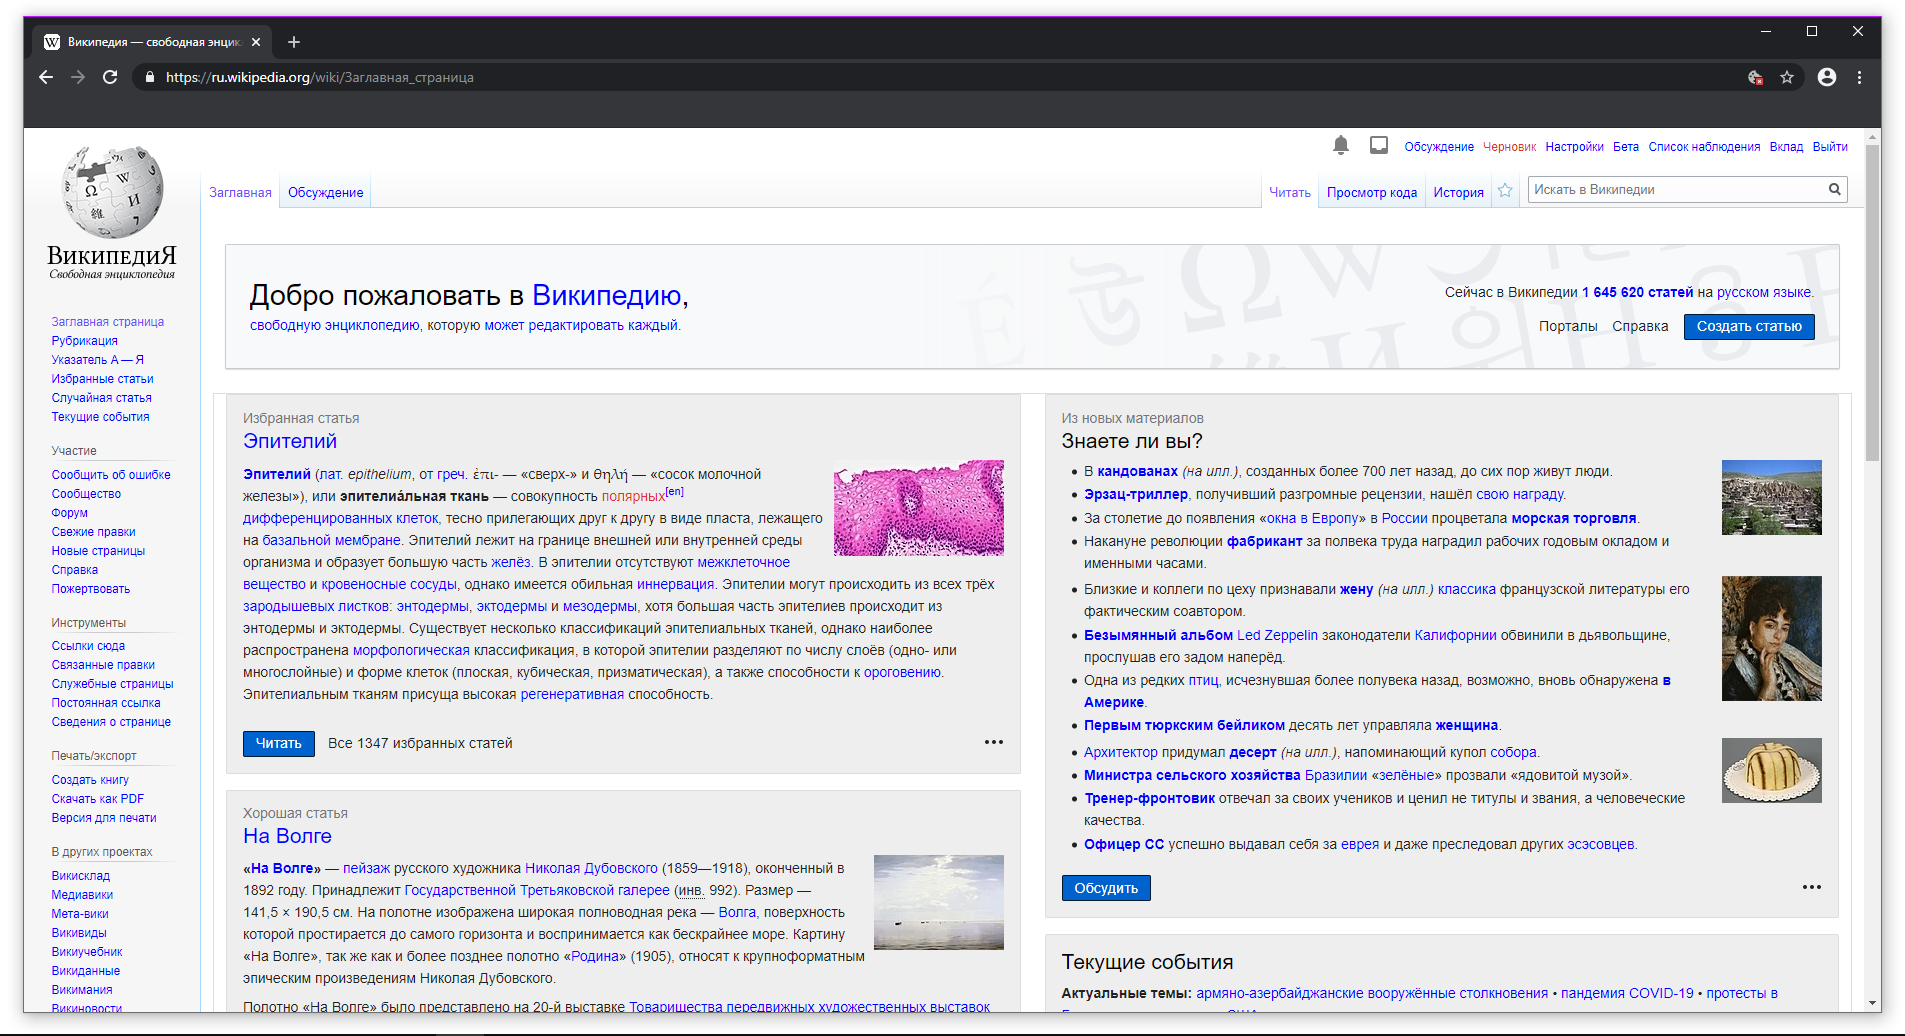 Википедия — свободная энцик
https://ru.wikipedia.org/wiki/Заглавная_страница
Обсуждение Черновик Настройки Бета Список наблюдения Вклад Выйти
Заглавная Обсуждение
Читать Просмотр кода История Искать в Википедии
ВикипедиЯ
Свободная энциклопедия
Заглавная страница
Рубрикация
Указатель А — Я
Избранные статьи
Случайная статья
Текущие события
Участие
Сообщить об ошибке
Сообщество
Форум
Свежие правки
Новые страницы
Справка
Пожертвовать
Инструменты
Ссылки сюда
Связанные правки
Служебные страницы
Постоянная ссылка
Сведения о странице
Печать/экспорт
Создать книгу
Скачать как PDF
Версия для печати
В других проектах
Викисклад
Медиавики
Мета-вики
Викивиды
Викиучебник
Викиданные
Викимания
Викиновости
Добро пожаловать в Википедию,
свободную энциклопедию, которую может редактировать каждый.
Сейчас в Википедии 1 645 620 статей на русском языке.
Порталы Справка Создать статью
Избранная статья
Эпителий
Эпителий (лат. epithelium, от греч. ἐπι- — «сверх-» и θηλή — «сосок молочной
железы»), или эпителиа́льная ткань — совокупность полярных[en]
дифференцированных клеток, тесно прилегающих друг к другу в виде пласта, лежащего
на базальной мембране. Эпителий лежит на границе внешней или внутренней среды
организма и образует большую часть желёз. В эпителии отсутствуют межклеточное
вещество и кровеносные сосуды, однако имеется обильная иннервация. Эпителии могут происходить из всех трёх
зародышевых листков: энтодермы, эктодермы и мезодермы, хотя большая часть эпителиев происходит из
энтодермы и эктодермы. Существует несколько классификаций эпителиальных тканей, однако наиболее
распространена морфологическая классификация, в которой эпителии разделяют по числу слоёв (одно- или
многослойные) и форме клеток (плоская, кубическая, призматическая), а также способности к ороговению.
Эпителиальным тканям присуща высокая регенеративная способность.
Читать Все 1347 избранных статей
Хорошая статья
На Волге
«На Волге» — пейзаж русского художника Николая Дубовского (1859—1918), оконченный в
1892 году. Принадлежит Государственной Третьяковской галерее (инв. 992). Размер —
141,5 × 190,5 см. На полотне изображена широкая полноводная река — Волга, поверхность
которой простирается до самого горизонта и воспринимается как бескрайнее море. Картину
«На Волге», так же как и более позднее полотно «Родина» (1905), относят к крупноформатным
эпическим произведениям Николая Дубовского.
Полотно «На Волге» было представлено на 20-й выставке Товарищества передвижных художественных выставок
Из новых материалов
Знаете ли вы?
В кандованах (на илл.), созданных более 700 лет назад, до сих пор живут люди.
Эрзац-триллер, получивший разгромные рецензии, нашёл свою награду.
За столетие до появления «окна в Европу» в России процветала морская торговля.
Накануне революции фабрикант за полвека труда наградил рабочих годовым окладом и
именными часами.
Близкие и коллеги по цеху признавали жену (на илл.) классика французской литературы его
фактическим соавтором.
Безымянный альбом Led Zeppelin законодатели Калифорнии обвинили в дьявольщине,
прослушав его задом наперёд.
Одна из редких птиц, исчезнувшая более полувека назад, возможно, вновь обнаружена в
Америке.
Первым тюркским бейликом десять лет управляла женщина.
Архитектор придумал десерт (на илл.), напоминающий купол собора.
Министра сельского хозяйства Бразилии «зелёные» прозвали «ядовитой музой».
Тренер-фронтовик отвечал за своих учеников и ценил не титулы и звания, а человеческие
качества.
Офицер СС успешно выдавал себя за еврея и даже преследовал других эсэсовцев.
Обсудить
Текущие события
Актуальные темы: армяно-азербайджанские вооружённые столкновения • пандемия COVID-19 • протесты в